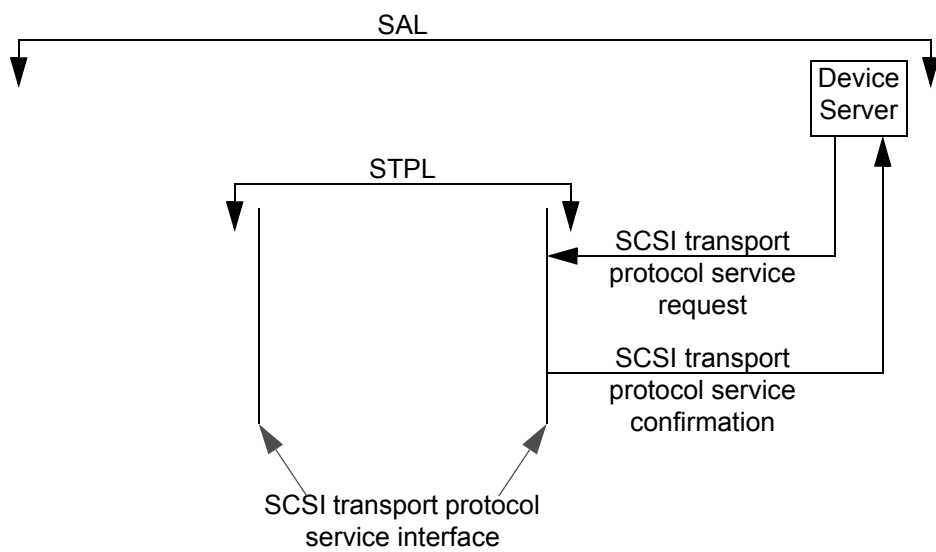 SAL
Device
Server
STPL
SCSI transport
protocol service
request
SCSI transport
protocol service
confirmation
SCSI transport protocol
service interface